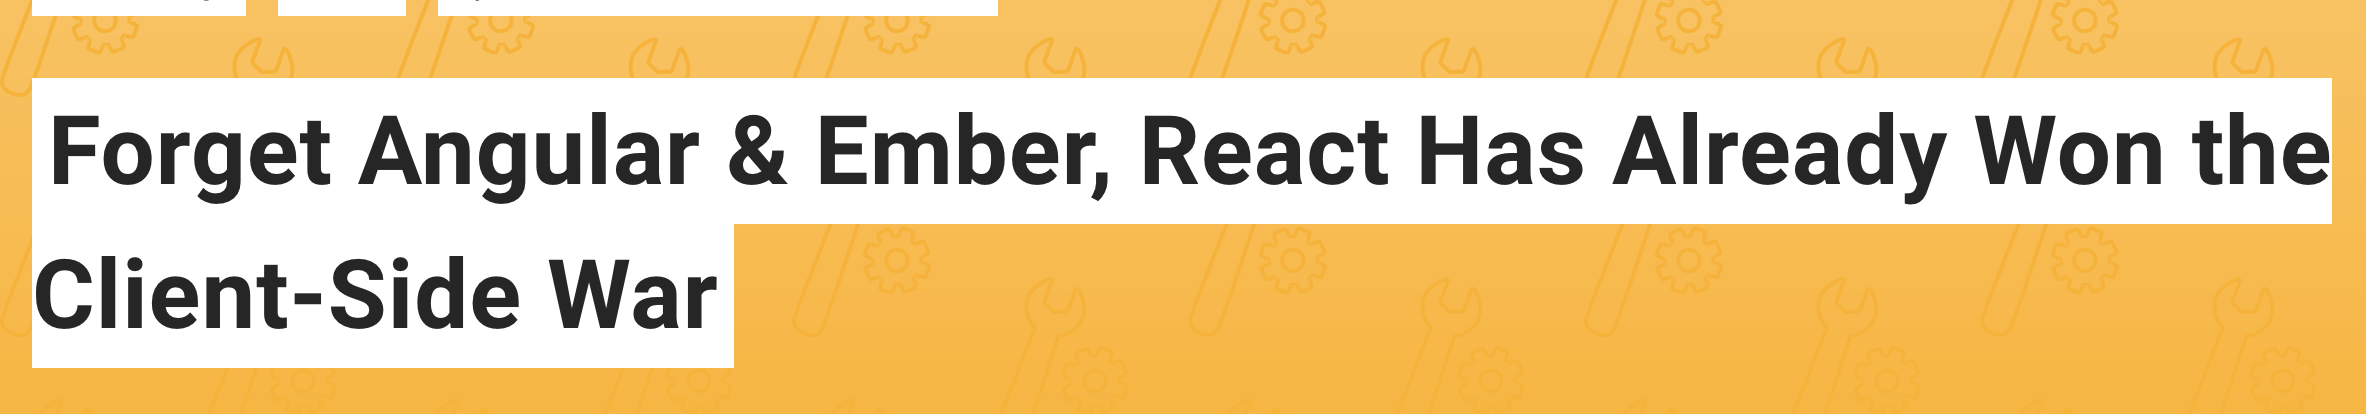 Forget Angular & Ember, React Has Already Won the
Client-Side War